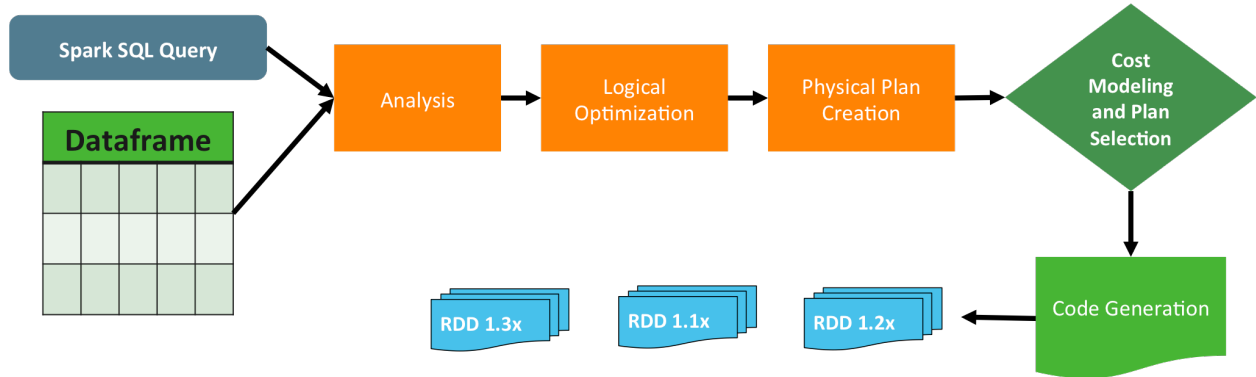 Spark SQL Query
Dataframe
Analysis
Logical
Optimization
Physical Plan
Creation
Cost
Modeling
and Plan
Selection
Code Generation
RDD 1.3x
RDD 1.1x
RDD 1.2x